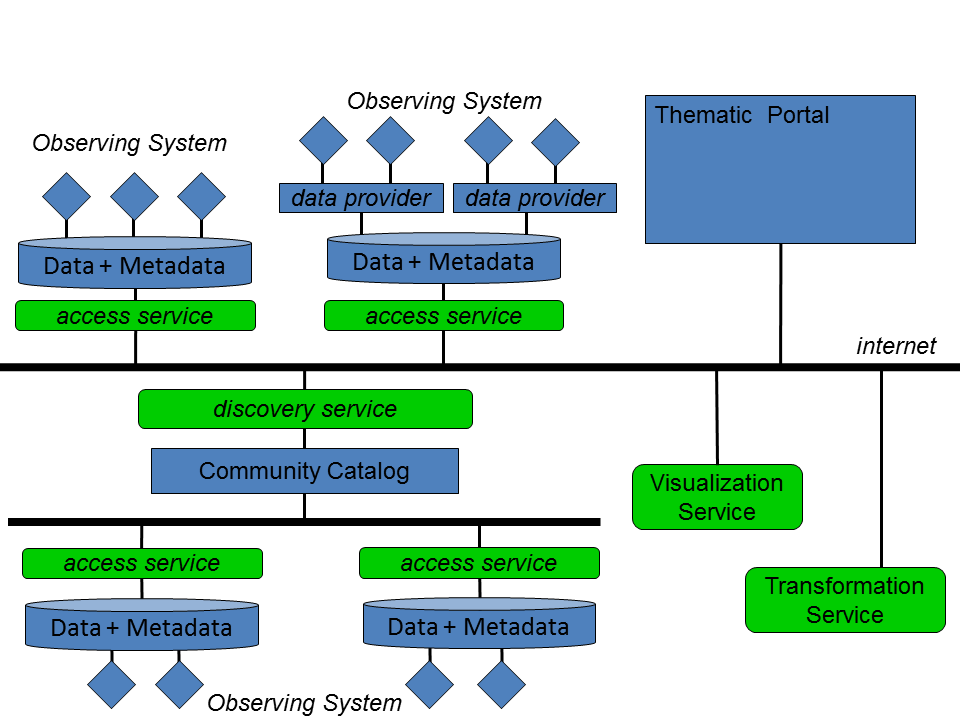 Observing System
Thematic Portal
Observing System
data provider
data provider
Data + Metadata
Data + Metadata
access service
access service
internet
discovery service
Community Catalog
Visualization
Service
access service
access service
Transformation
Service
Data + Metadata
Data + Metadata
Observing System